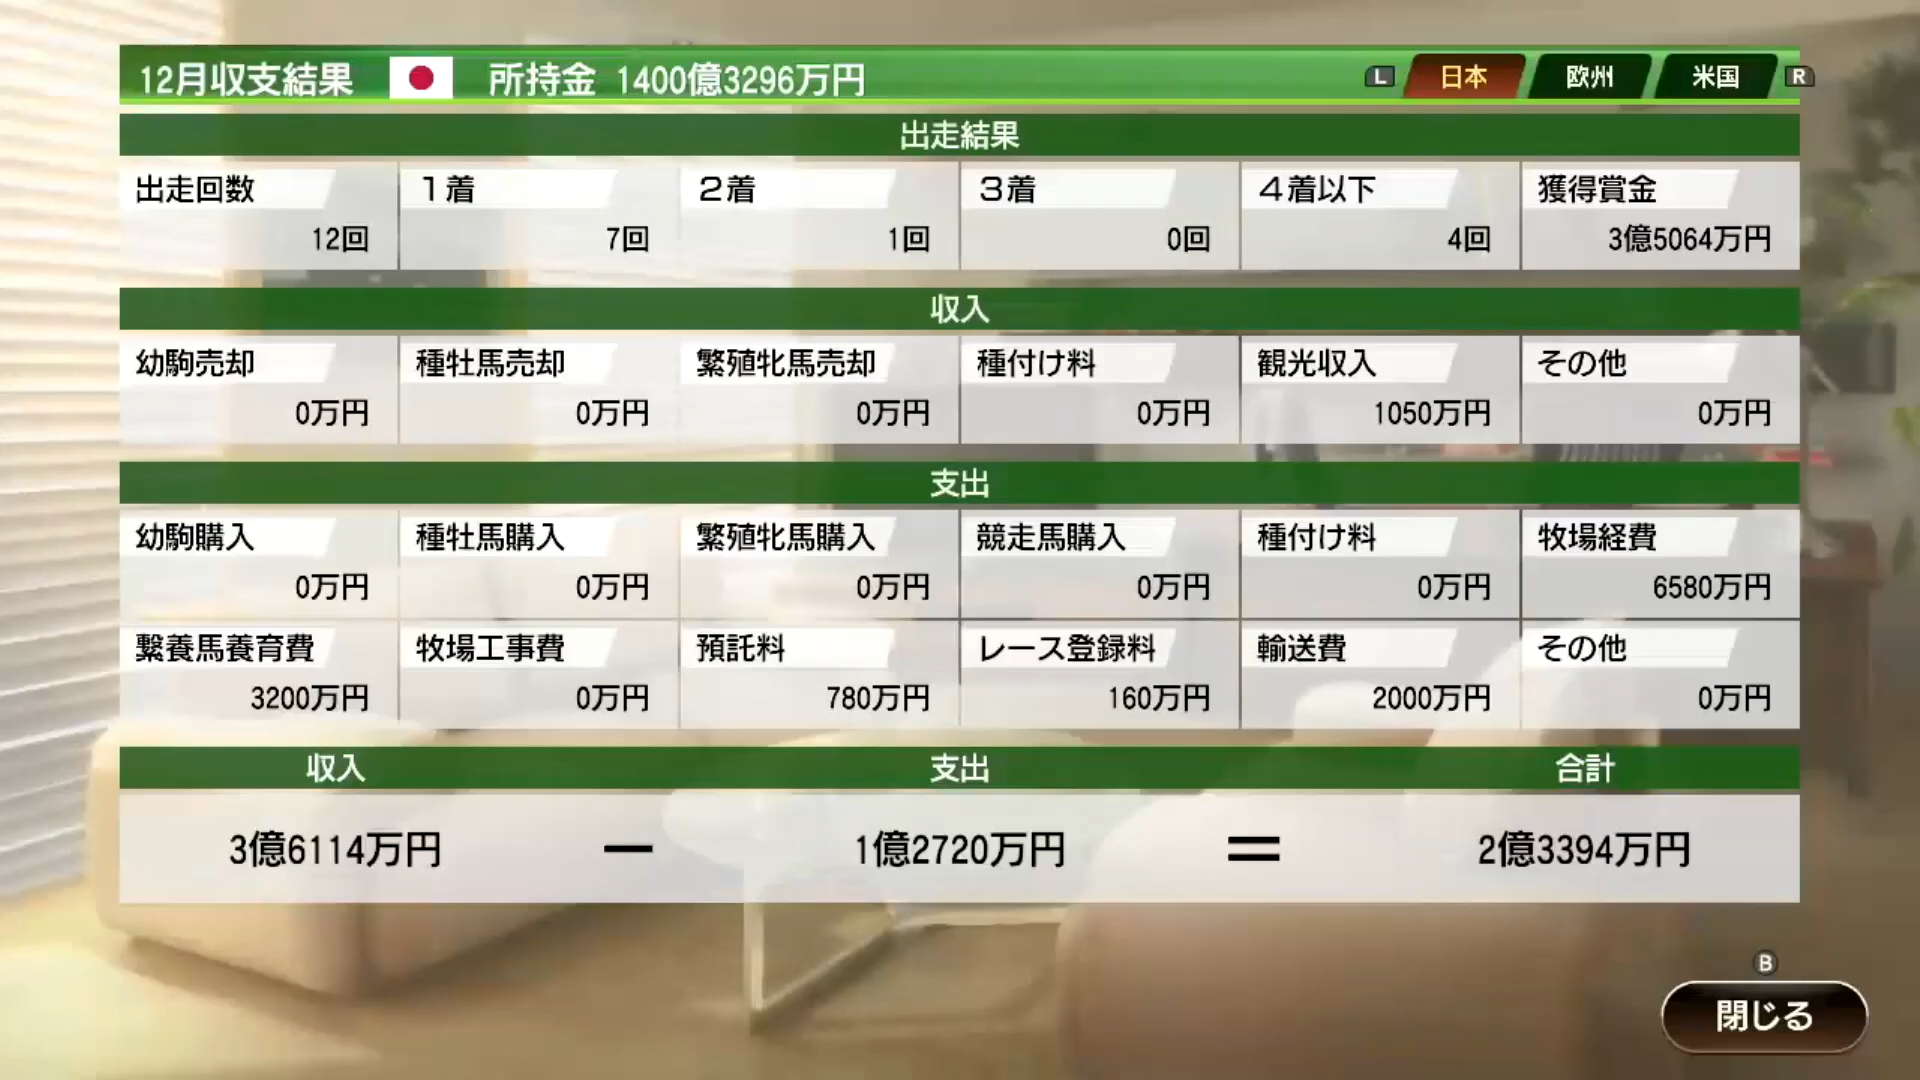 12月収支結果 所持金 1400億3296万円 L 日本 欧州 米国 R
出走結果
出走回数 1着 2着 3着 4着以下 獲得賞金
12回 7回 1回 0回 4回 3億5064万円
収入
幼駒売却 種牡馬売却 繁殖牝馬売却 種付け料 観光収入 その他
0万円 0万円 0万円 0万円 1050万円 0万円
支出
幼駒購入 種牡馬購入 繁殖牝馬購入 競走馬購入 種付け料 牧場経費
0万円 0万円 0万円 0万円 0万円 6580万円
繋養馬養育費 牧場工事費 預託料 レース登録料 輸送費 その他
3200万円 0万円 780万円 160万円 2000万円 0万円
収入 支出 合計
3億6114万円 ー 1億2720万円 = 2億3394万円
B
閉じる